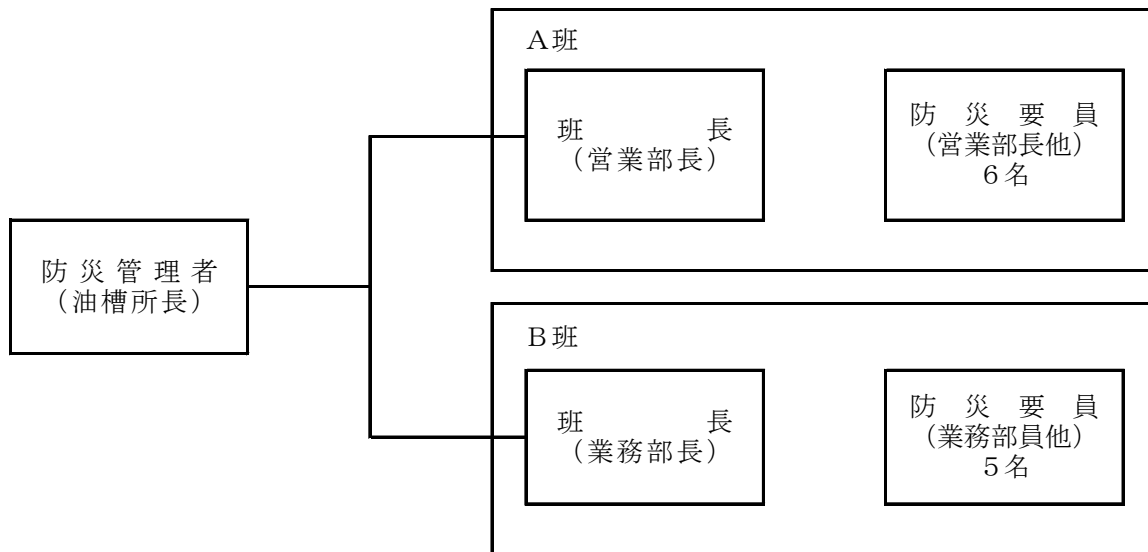 A班
班長
(営業部長)
防災要員
(営業部長他)
6名
防災管理者
(油槽所長)
B班
班長
(業務部長)
防災要員
(業務部員他)
5名